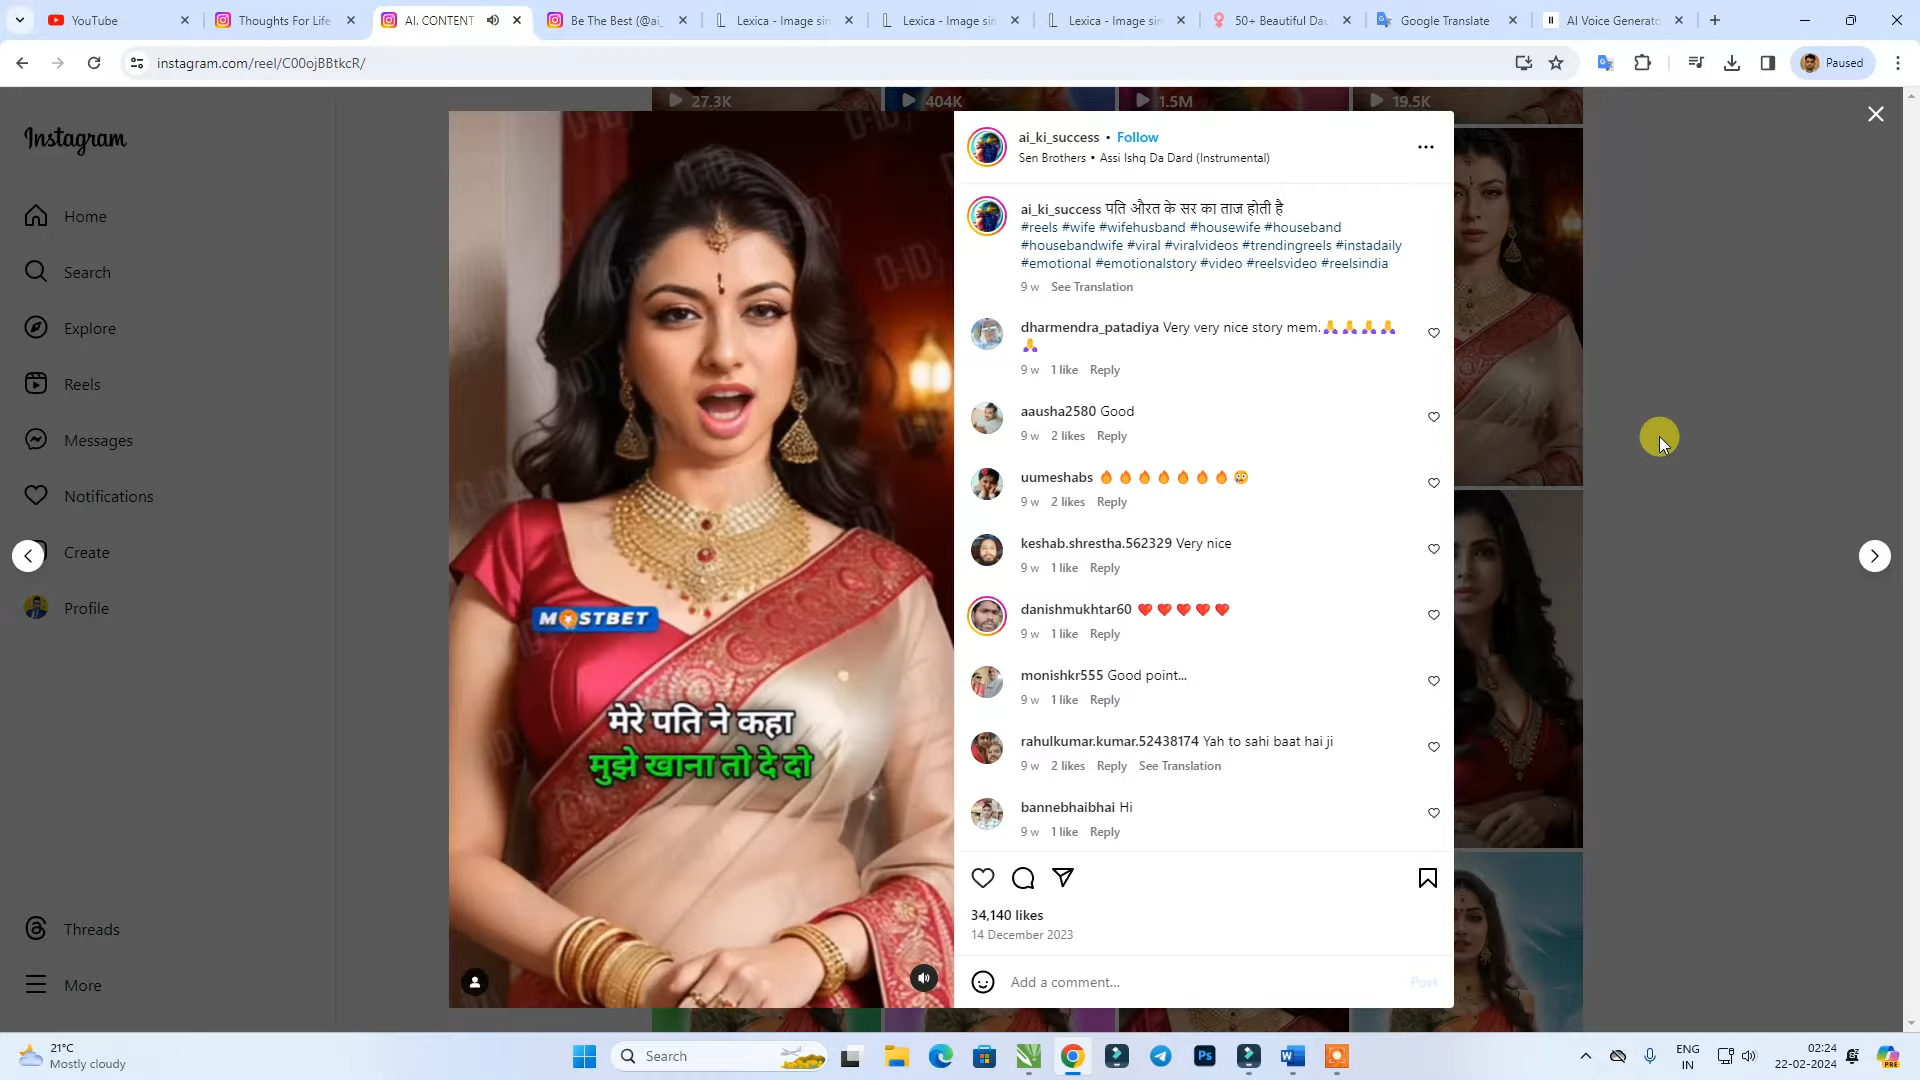 YouTube
Thoughts For Life
AI. CONTENT
Be The Best (@ai_
Lexica - Image sin
Lexica - Image sin
Lexica - Image sin
50+ Beautiful Da
Google Translate
AI Voice Generato
instagram.com/reel/C00ojBBtkcR/
Paused
27.3K
404K
1.5M
19.5K
Instagram
Home
Search
Explore
Reels
Messages
Notifications
Create
Profile
Threads
More
D-ID
MOSTBET
मेरे पति ने कहा
मुझे खाना तो दे दो
ai_ki_success • Follow
Sen Brothers • Assi Ishq Da Dard (Instrumental)
ai_ki_success पति औरत के सर का ताज होती है
#reels #wife #wifehusband #housewife #houseband
#housebandwife #viral #viralvideos #trendingreels #instadaily
#emotional #emotionalstory #video #reelsvideo #reelsindia
9 w See Translation
dharmendra_patadiya Very very nice story mem.🙏🙏🙏🙏
🙏
9 w 1 like Reply
aausha2580 Good
9 w 2 likes Reply
uumeshabs 🔥🔥🔥🔥🔥🔥🔥😳
9 w 2 likes Reply
keshab.shrestha.562329 Very nice
9 w 1 like Reply
danishmukhtar60 ❤️❤️❤️❤️❤️
9 w 1 like Reply
monishkr555 Good point...
9 w 1 like Reply
rahulkumar.kumar.52438174 Yah to sahi baat hai ji
9 w 2 likes Reply See Translation
bannebhaibhai Hi
9 w 1 like Reply
34,140 likes
14 December 2023
Add a comment...
Post
21°C
Mostly cloudy
Search
ENG
IN
02:24
22-02-2024